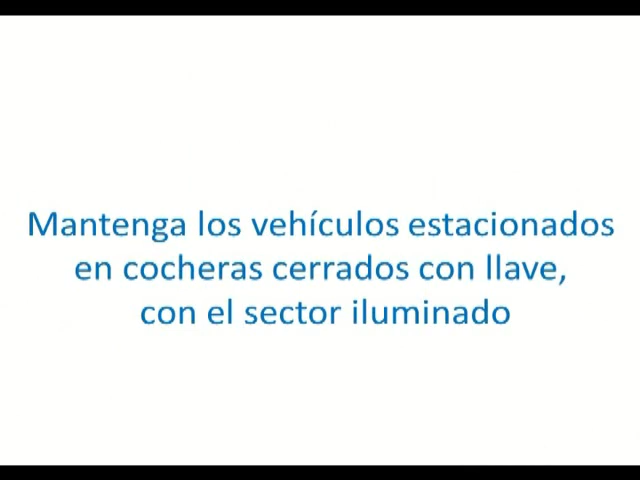 Mantenga los vehículos estacionados
en cocheras cerrados con llave,
con el sector iluminado